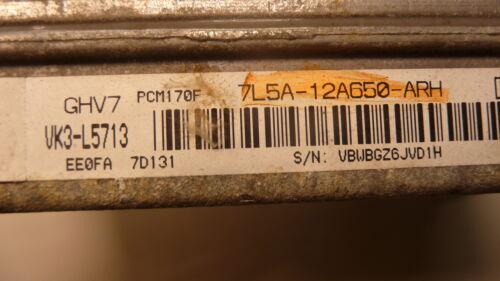 GHV7 PCM170F 7L5A-12A650-ARH
VK3-L5713
EE0FA 7D131 S/N: VBWBGZ6JVD1H